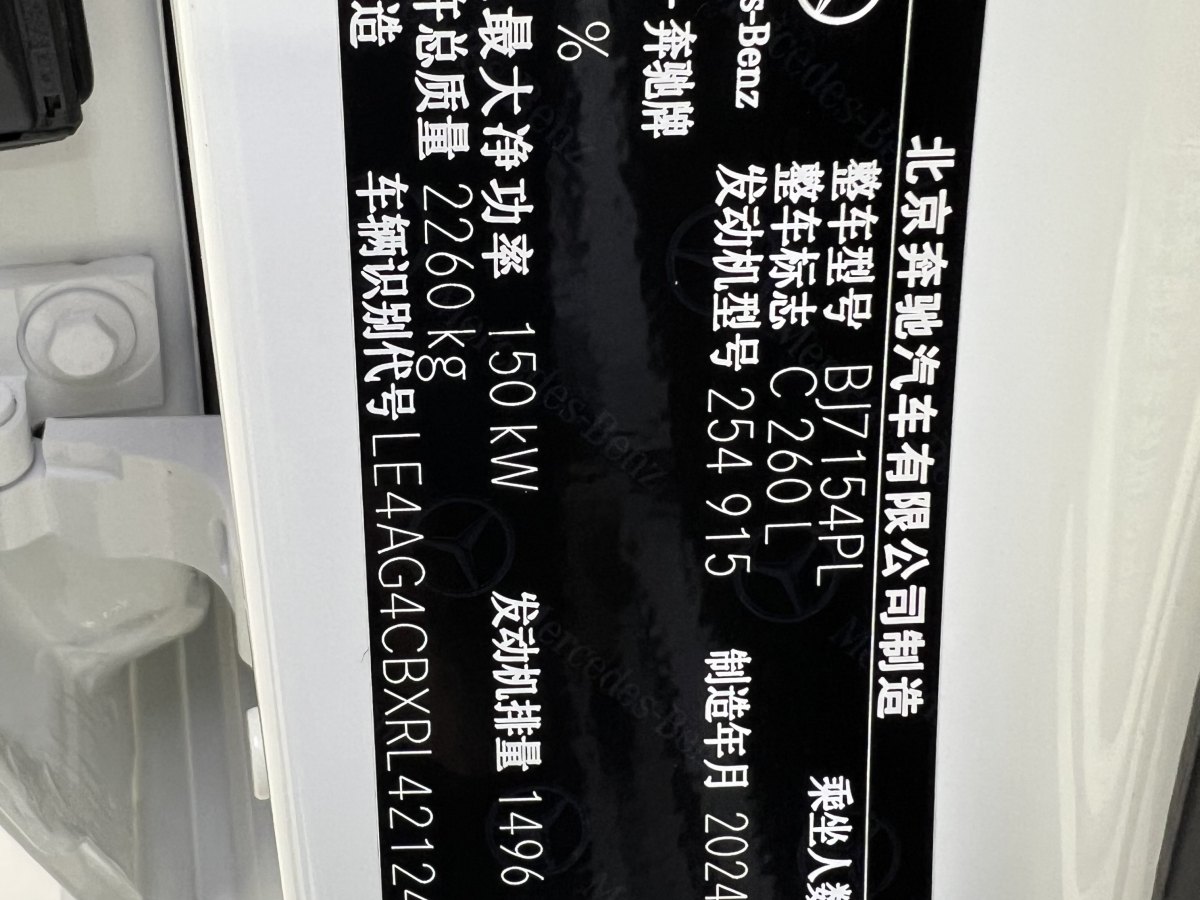 北京奔驰汽车有限公司制造
整车型号 BJ7154PL 乘坐人数
整车标志 C 260 L
s-Benz 发动机型号 254 915 制造年月 2024
奔驰牌
%
最大净功率 150 kW 发动机排量 1496
总质量 2260kg
造 车辆识别代号 LE4AG4CBXRL4212